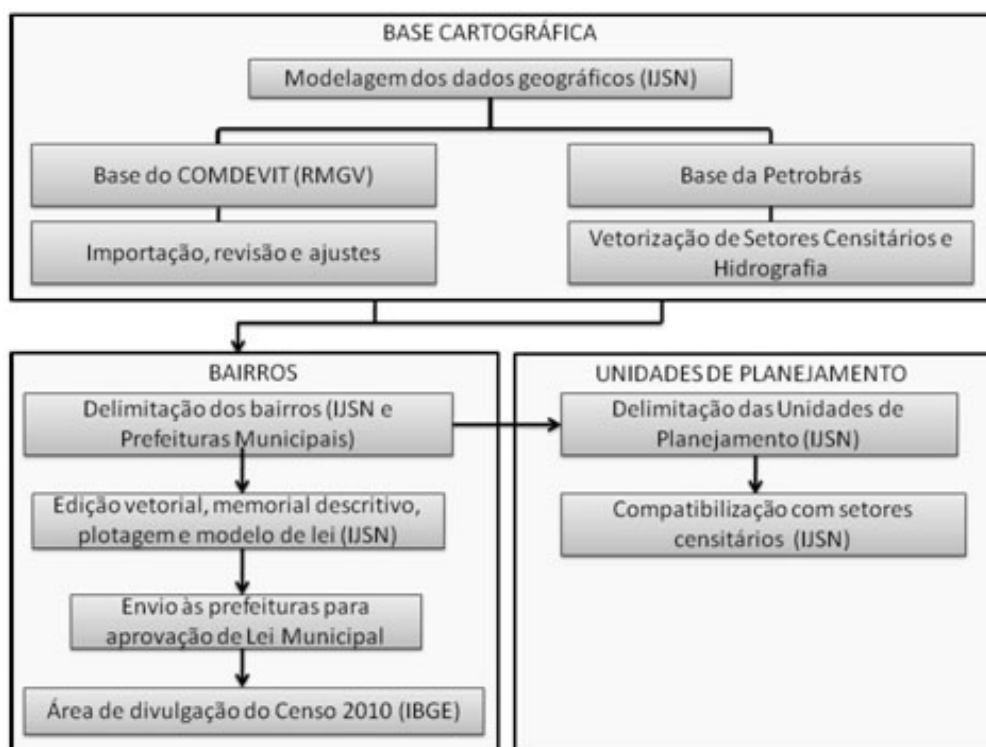 BASE CARTOGRÁFICA
Modelagem dos dados geográficos (IJSN)
Base do COMDEVIT (RMGV)
Importação, revisão e ajustes
Base da Petrobrás
Vetorização de Setores Censitários e
Hidrografia
BAIRROS
Delimitação dos bairros (IJSN e
Prefeituras Municipais)
Edição vetorial, memorial descritivo,
plotagem e modelo de lei (IJSN)
Envio às prefeituras para
aprovação de Lei Municipal
Área de divulgação do Censo 2010 (IBGE)
UNIDADES DE PLANEJAMENTO
Delimitação das Unidades de
Planejamento (IJSN)
Compatibilização com setores
censitários (IJSN)